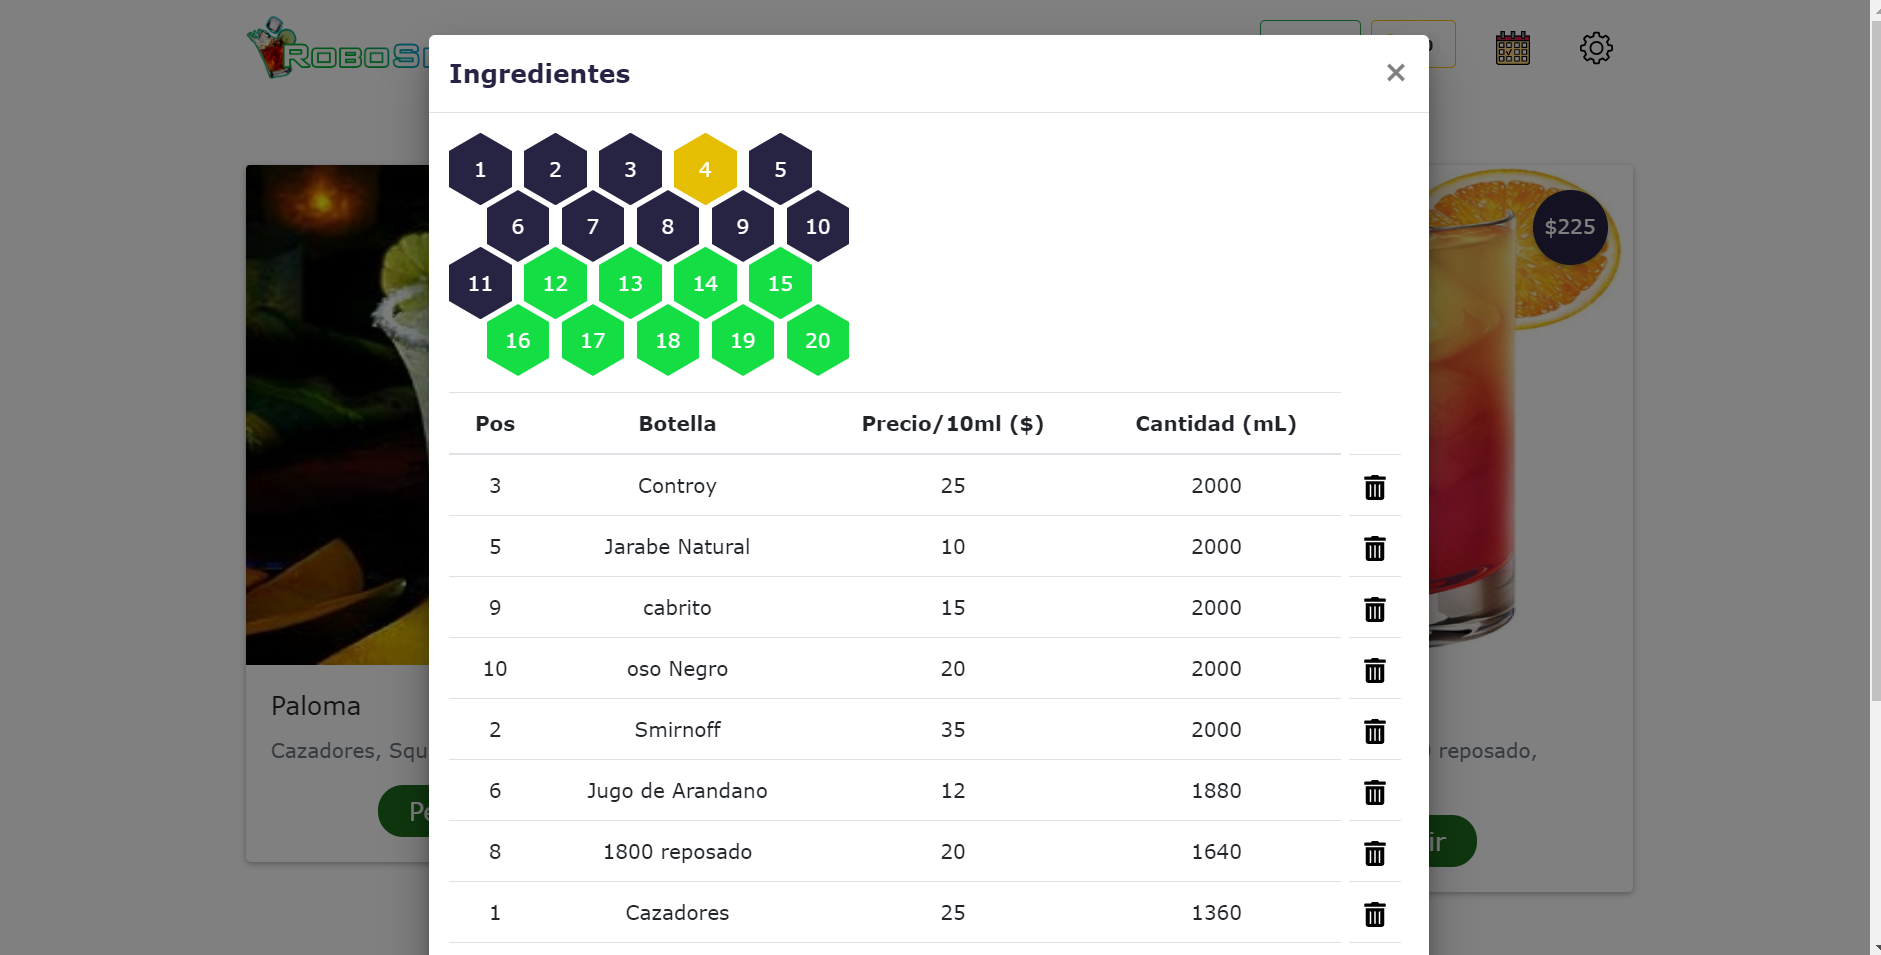 Ingredientes ×
1 2 3 4 5
6 7 8 9 10
11 12 13 14 15
16 17 18 19 20
Pos Botella Precio/10ml ($) Cantidad (mL)
3 Controy 25 2000
5 Jarabe Natural 10 2000
9 cabrito 15 2000
10 oso Negro 20 2000
2 Smirnoff 35 2000
6 Jugo de Arandano 12 1880
8 1800 reposado 20 1640
1 Cazadores 25 1360
$225
Paloma
Cazadores, Squ
reposado,